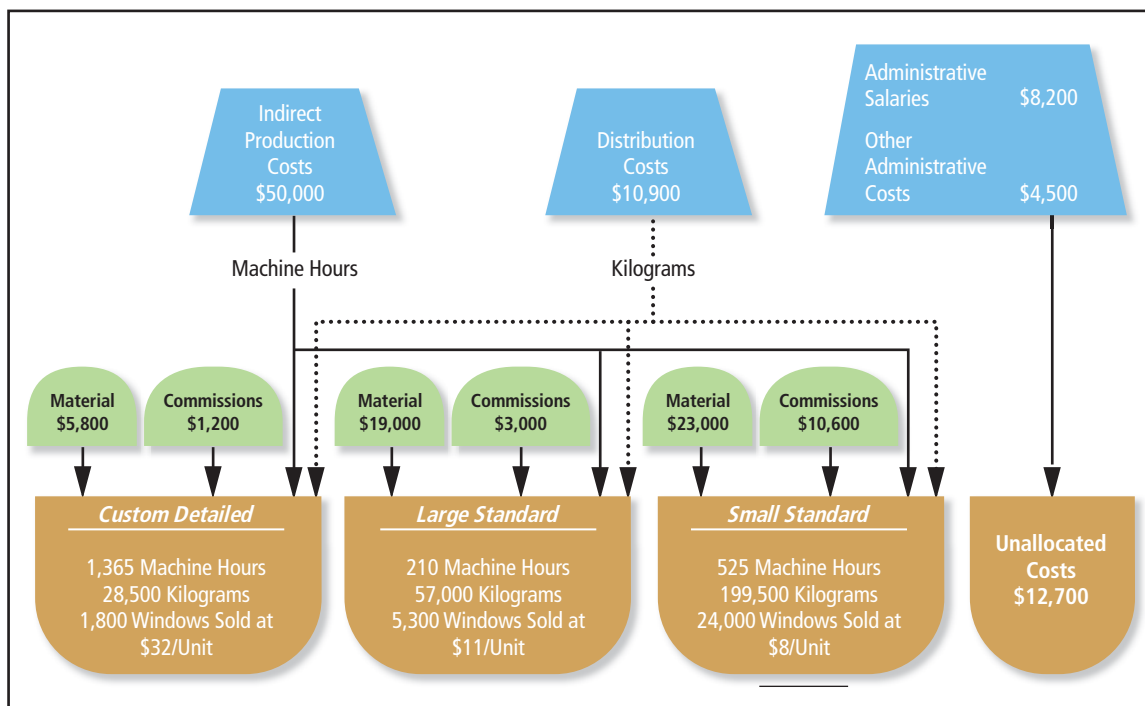 Indirect
Production
Costs
$50,000
Distribution
Costs
$10,900
Administrative
Salaries $8,200
Other
Administrative
Costs $4,500
Machine Hours
Kilograms
Material
$5,800
Commissions
$1,200
Material
$19,000
Commissions
$3,000
Material
$23,000
Commissions
$10,600
Custom Detailed
1,365 Machine Hours
28,500 Kilograms
1,800 Windows Sold at
$32/Unit
Large Standard
210 Machine Hours
57,000 Kilograms
5,300 Windows Sold at
$11/Unit
Small Standard
525 Machine Hours
199,500 Kilograms
24,000 Windows Sold at
$8/Unit
Unallocated
Costs
$12,700